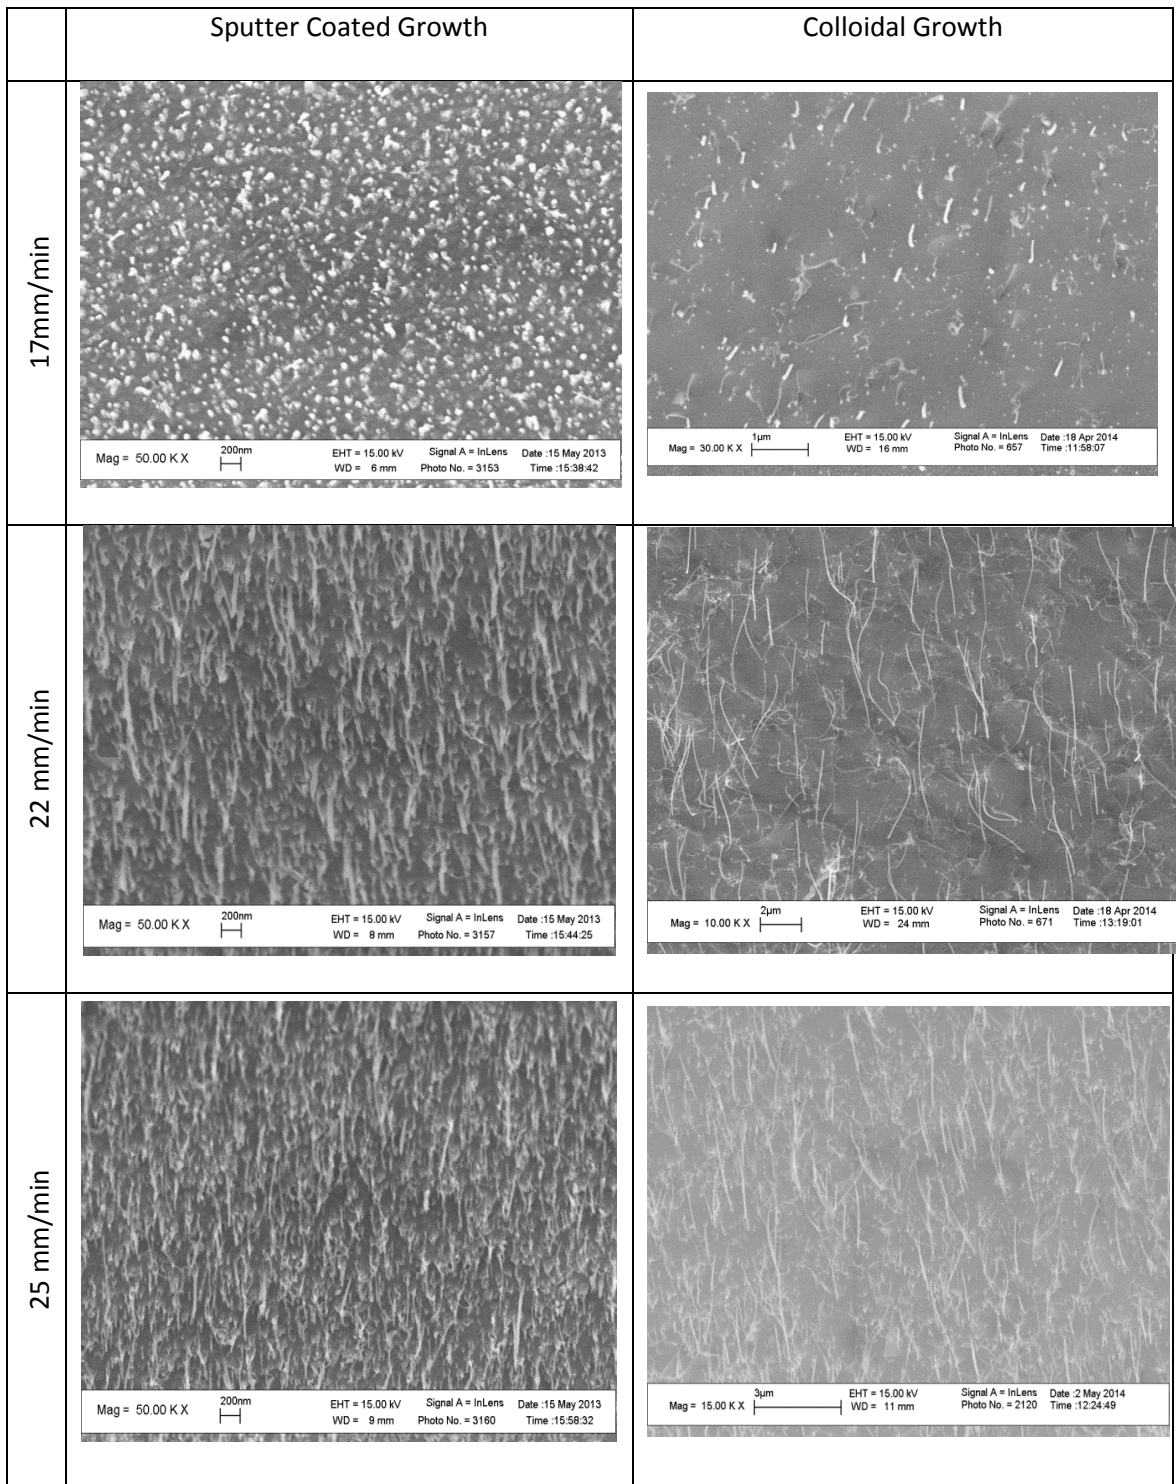 Sputter Coated Growth
Colloidal Growth
17mm/min
Mag = 50.00 K X 200nm EHT = 15.00 kV Signal A = InLens Date :15 May 2013
WD = 6 mm Photo No. = 3153 Time :15:38:42
Mag = 30.00 K X 1µm EHT = 15.00 kV Signal A = InLens Date :18 Apr 2014
WD = 16 mm Photo No. = 657 Time :11:58:07
22 mm/min
Mag = 50.00 K X 200nm EHT = 15.00 kV Signal A = InLens Date :15 May 2013
WD = 8 mm Photo No. = 3157 Time :15:44:25
Mag = 10.00 K X 2µm EHT = 15.00 kV Signal A = InLens Date :18 Apr 2014
WD = 24 mm Photo No. = 671 Time :13:19:01
25 mm/min
Mag = 50.00 K X 200nm EHT = 15.00 kV Signal A = InLens Date :15 May 2013
WD = 9 mm Photo No. = 3160 Time :15:58:32
Mag = 15.00 K X 3µm EHT = 15.00 kV Signal A = InLens Date :2 May 2014
WD = 11 mm Photo No. = 2120 Time :12:24:49